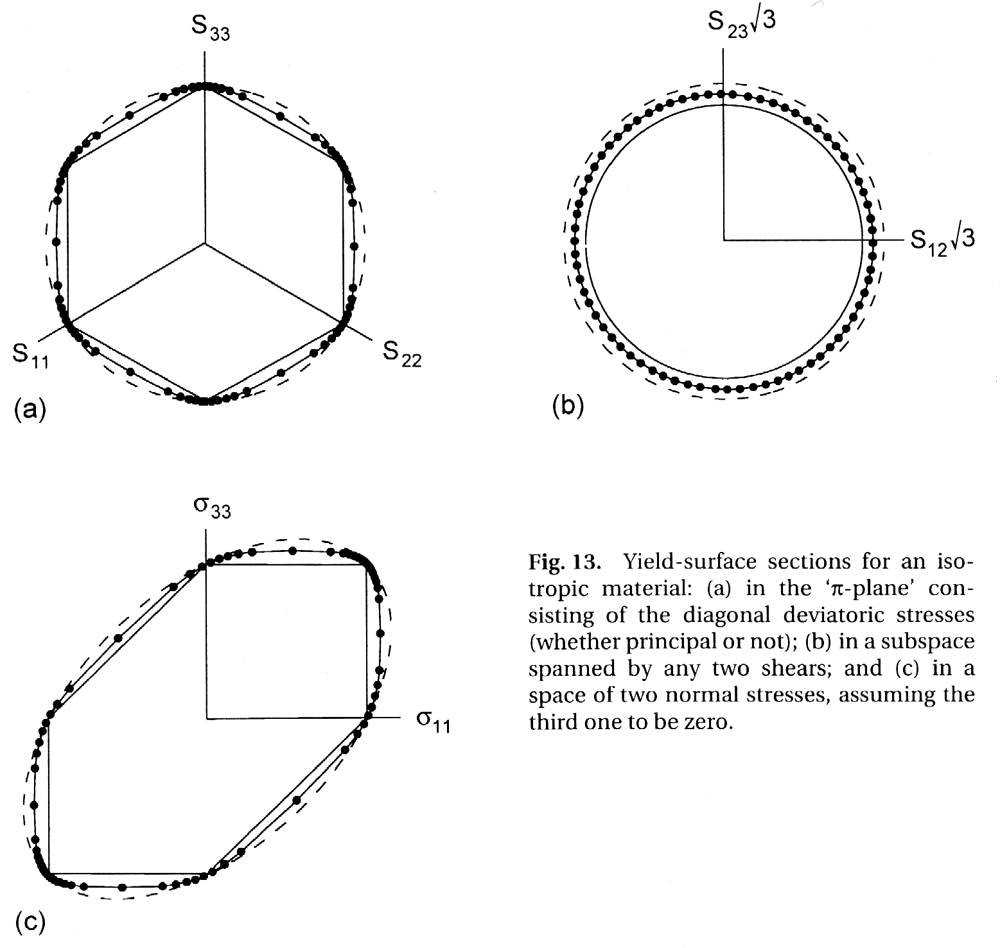 S33
S23√3
S12√3
S11
S22
(a)
(b)
σ33
σ11
(c)
Fig. 13. Yield-surface sections for an iso-
tropic material: (a) in the ‘π-plane’ con-
sisting of the diagonal deviatoric stresses
(whether principal or not); (b) in a subspace
spanned by any two shears; and (c) in a
space of two normal stresses, assuming the
third one to be zero.